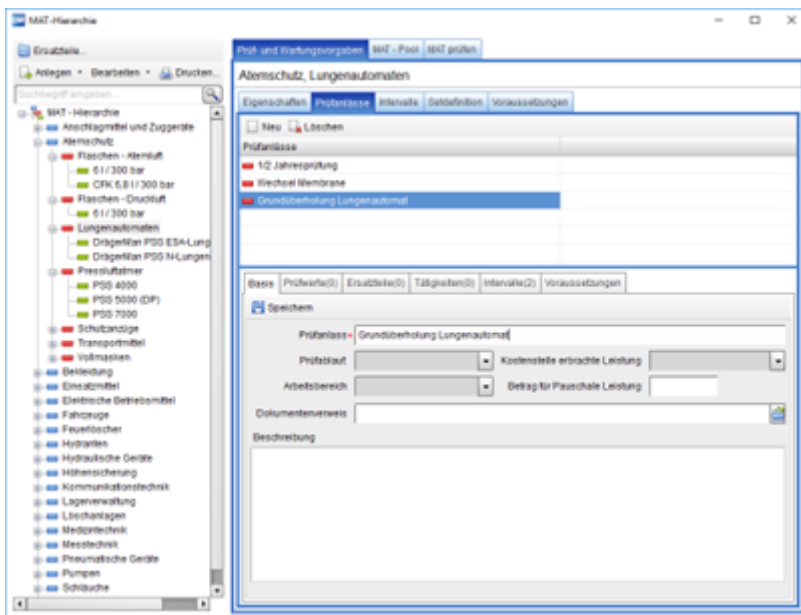 MAT-Hierarchie
Ersatzteile...
Anlegen Bearbeiten Drucken...
Suchbegriff eingeben...
MAT - Hierarchie
Anschlagmittel und Zuggeräte
Atemschutz
Flaschen - Atemluft
6 l / 300 bar
CFK 6,8 l / 300 bar
Flaschen - Druckluft
6 l / 300 bar
Lungenautomaten
DrägerMan PSS ESA-Lung
DrägerMan PSS N-Lungen
Pressluftatmer
PSS 4000
PSS 5000 (DP)
PSS 7000
Schutzanzüge
Transportmittel
Vollmasken
Bekleidung
Einsatzmittel
Elektrische Betriebsmittel
Fahrzeuge
Feuerlöscher
Hydranten
Hydraulische Geräte
Höhensicherung
Kommunikationstechnik
Lagerverwaltung
Löschanlagen
Medizintechnik
Messtechnik
Pneumatische Geräte
Pumpen
Schläuche
Prüf- und Wartungsvorgaben MAT - Pool MAT prüfen
Atemschutz, Lungenautomaten
Eigenschaften Prüfanlässe Intervalle Setdefinition Voraussetzungen
Neu Löschen
Prüfanlässe
1/2 Jahresprüfung
Wechsel Membrane
Grundüberholung Lungenautomat
Basis Prüfwerte(0) Ersatzteile(0) Tätigkeiten(0) Intervalle(2) Voraussetzungen
Speichern
Prüfanlass Grundüberholung Lungenautomat
Prüfablauf Kostenstelle erbrachte Leistung
Arbeitsbereich Betrag für Pauschale Leistung
Dokumentenverweis
Beschreibung